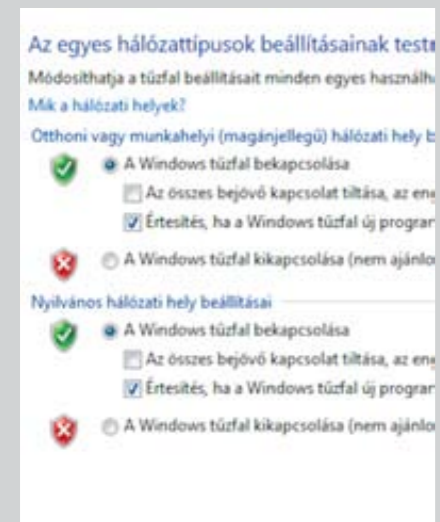 Az egyes hálózattípusok beállításainak testr
Módosíthatja a tűzfal beállításait minden egyes használh
Mik a hálózati helyek?
Otthoni vagy munkahelyi (magánjellegű) hálózati hely b
A Windows tűzfal bekapcsolása
Az összes bejövő kapcsolat tiltása, az eng
Értesítés, ha a Windows tűzfal új prograr
A Windows tűzfal kikapcsolása (nem ajánlo
Nyilvános hálózati hely beállításai
A Windows tűzfal bekapcsolása
Az összes bejövő kapcsolat tiltása, az eng
Értesítés, ha a Windows tűzfal új prograr
A Windows tűzfal kikapcsolása (nem ajánlo